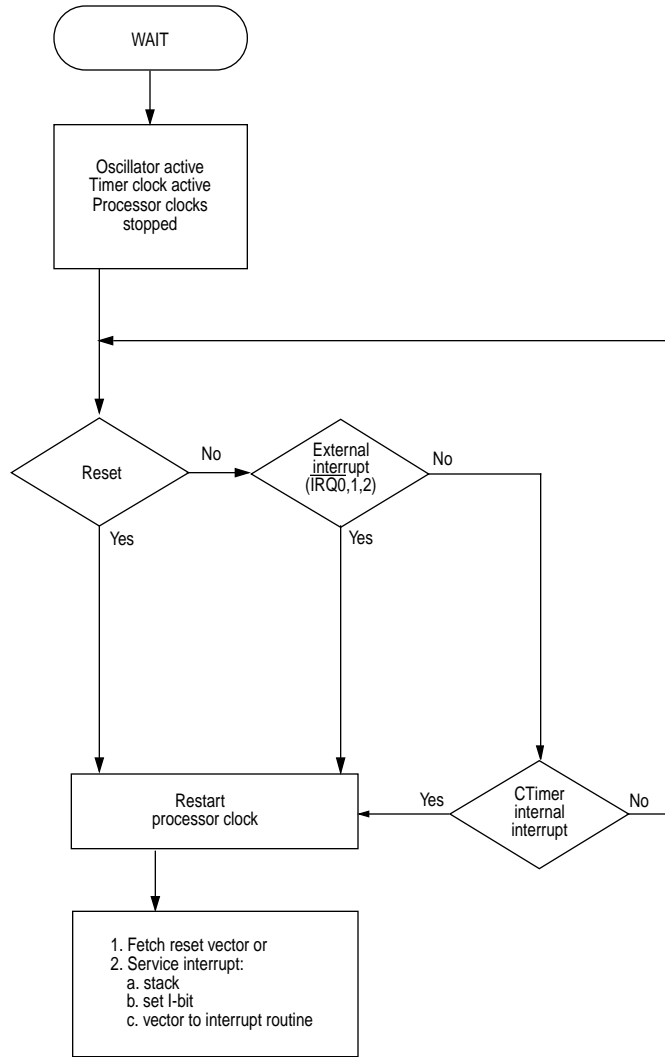 WAIT
Oscillator active
Timer clock active
Processor clocks
stopped
Reset
No
External
interrupt
(IRQ0,1,2)
No
Yes
Yes
Restart
processor clock
Yes
CTimer
internal
interrupt
No
1. Fetch reset vector or
2. Service interrupt:
a. stack
b. set I-bit
c. vector to interrupt routine